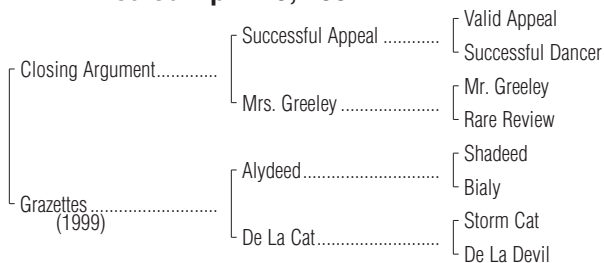 Valid Appeal
Successful Appeal ............
Successful Dancer
Closing Argument.............
Mr. Greeley
Mrs. Greeley .....................
Rare Review
Shadeed
Alydeed.............................
Bialy
Grazettes...........................
(1999)
Storm Cat
De La Cat..........................
De La Devil